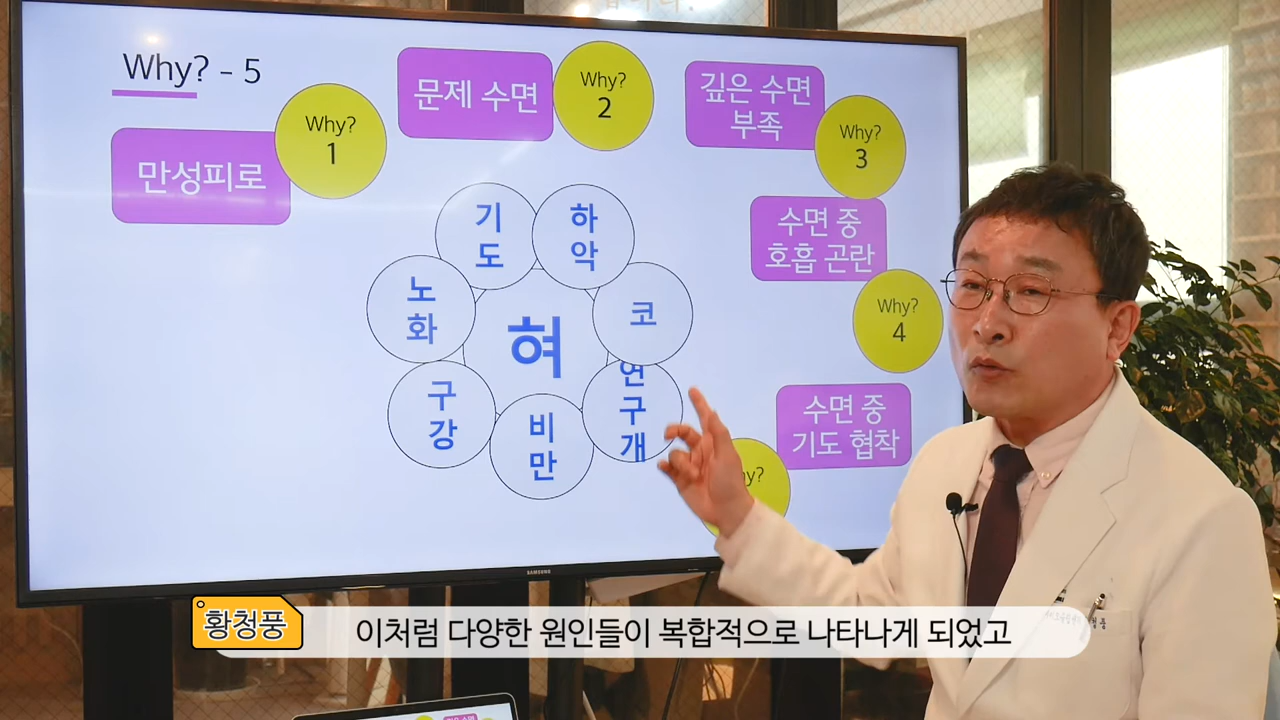 Why? - 5
만성피로
Why?
1
문제 수면
Why?
2
깊은 수면
부족
Why?
3
수면 중
호흡 곤란
Why?
4
수면 중
기도 협착
기
도
하
악
노
화
혀
코
연
구
개
구
강
비
만
SAMSUNG
황청풍
이처럼 다양한 원인들이 복합적으로 나타나게 되었고